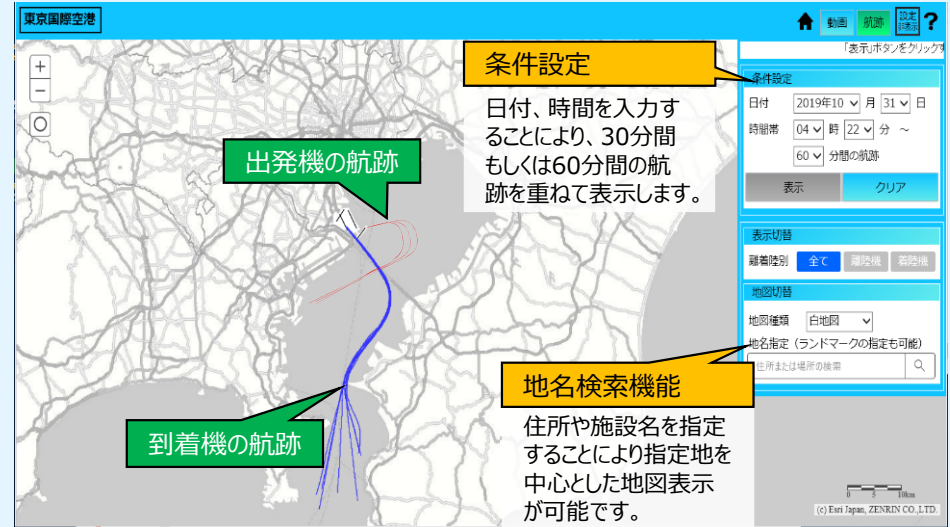 東京国際空港
動画
航跡
設定
非表示
?
「表示」ボタンをクリックす
+
−
条件設定
日付、時間を入力す
ることにより、30分間
もしくは60分間の航
跡を重ねて表示します。
出発機の航跡
到着機の航跡
地名検索機能
住所や施設名を指定
することにより指定地を
中心とした地図表示
が可能です。
条件設定
日付 2019年10 月 31 日
時間帯 04 時 22 分 ～
60 分間の航跡
表示 クリア
表示切替
離着陸別 全て 離陸機 着陸機
地図切替
地図種類 白地図
地名指定（ランドマークの指定も可能）
住所または場所の検索
0 5 10km
(c) Esri Japan, ZENRIN CO.,LTD.